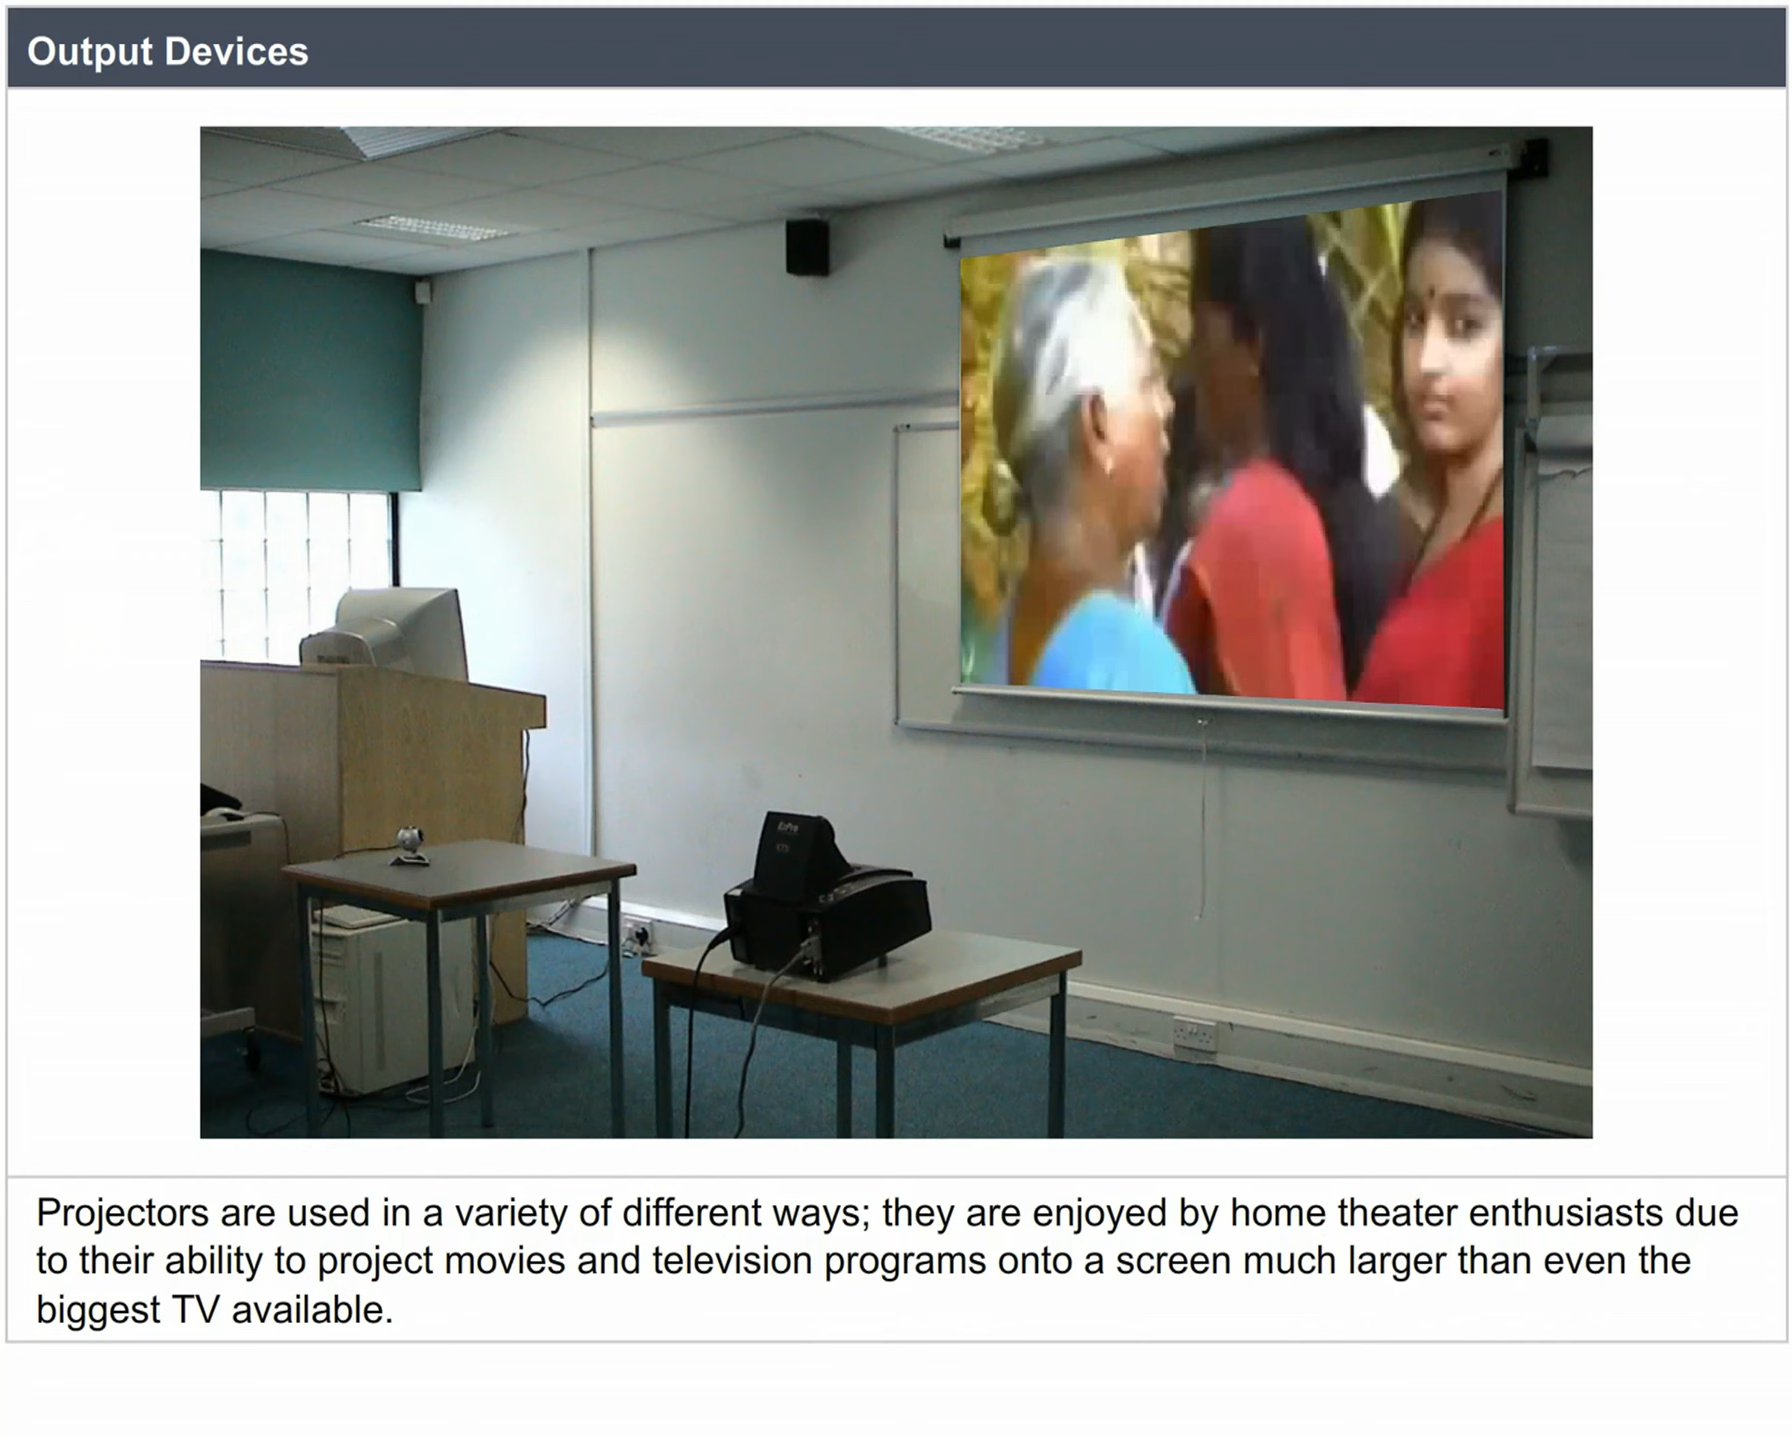 Output Devices
EzPro
Projectors are used in a variety of different ways; they are enjoyed by home theater enthusiasts due
to their ability to project movies and television programs onto a screen much larger than even the
biggest TV available.